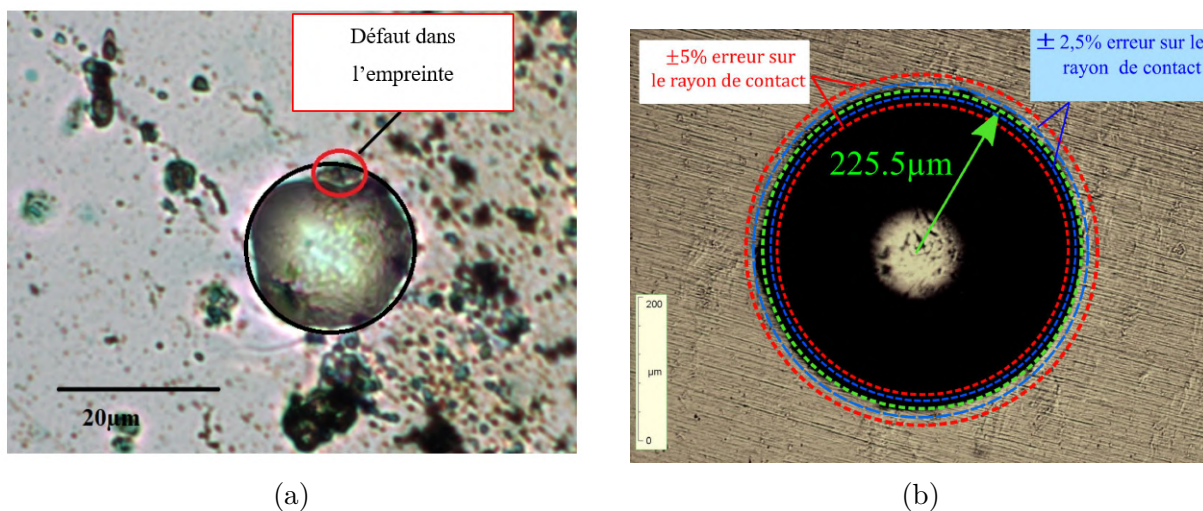 Défaut dans
l’empreinte
20µm
(a)
±5% erreur sur
le rayon de contact
± 2,5% erreur sur le
rayon de contact
225.5µm
200
µm
0
(b)